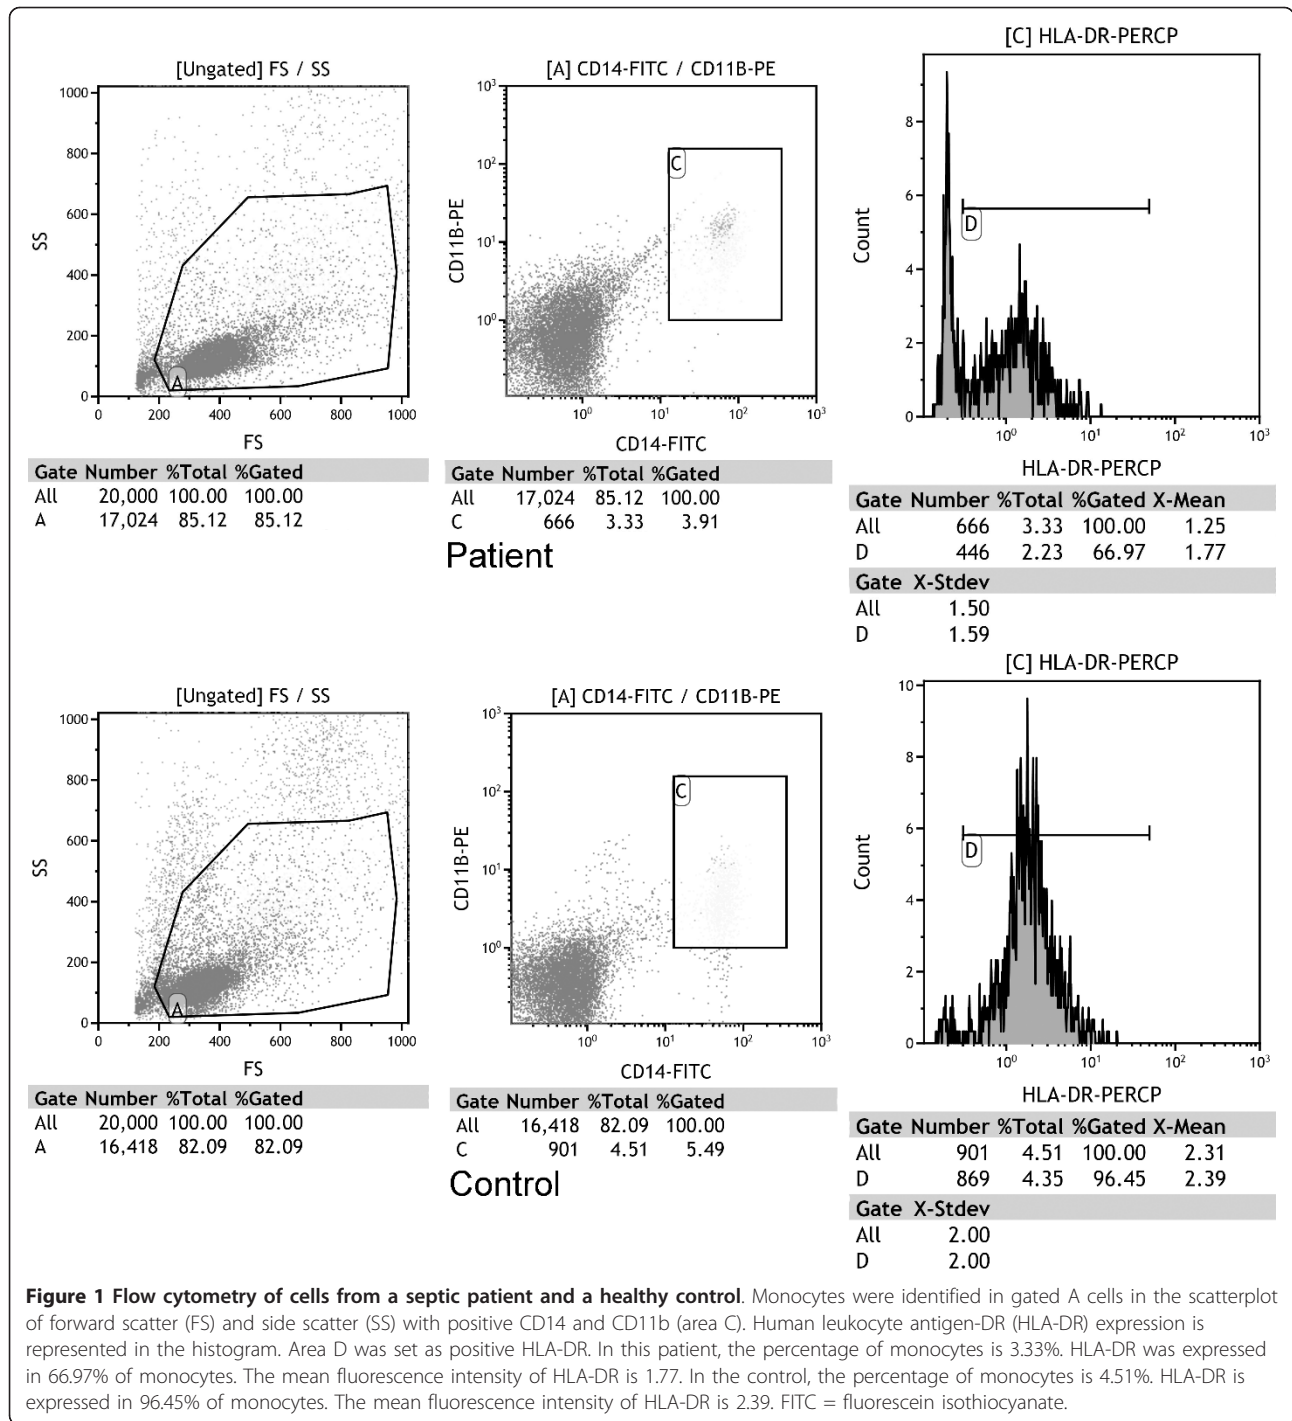 [Ungated] FS / SS
1000
800
600
400
200
0
SS
A
0 200 400 600 800 1000
FS
Gate Number %Total %Gated
All 20,000 100.00 100.00
A 17,024 85.12 85.12
[A] CD14-FITC / CD11B-PE
10³
10²
10¹
10⁰
CD11B-PE
C
10⁰ 10¹ 10² 10³
CD14-FITC
Gate Number %Total %Gated
All 17,024 85.12 100.00
C 666 3.33 3.91
Patient
[C] HLA-DR-PERCP
8
6
4
2
0
Count
D
10⁰ 10¹ 10² 10³
HLA-DR-PERCP
Gate Number %Total %Gated X-Mean
All 666 3.33 100.00 1.25
D 446 2.23 66.97 1.77
Gate X-Stdev
All 1.50
D 1.59
[Ungated] FS / SS
1000
800
600
400
200
0
SS
A
0 200 400 600 800 1000
FS
Gate Number %Total %Gated
All 20,000 100.00 100.00
A 16,418 82.09 82.09
[A] CD14-FITC / CD11B-PE
10³
10²
10¹
10⁰
CD11B-PE
C
10⁰ 10¹ 10² 10³
CD14-FITC
Gate Number %Total %Gated
All 16,418 82.09 100.00
C 901 4.51 5.49
Control
[C] HLA-DR-PERCP
10
8
6
4
2
0
Count
D
10⁰ 10¹ 10² 10³
HLA-DR-PERCP
Gate Number %Total %Gated X-Mean
All 901 4.51 100.00 2.31
D 869 4.35 96.45 2.39
Gate X-Stdev
All 2.00
D 2.00
Figure 1 Flow cytometry of cells from a septic patient and a healthy control. Monocytes were identified in gated A cells in the scatterplot
of forward scatter (FS) and side scatter (SS) with positive CD14 and CD11b (area C). Human leukocyte antigen-DR (HLA-DR) expression is
represented in the histogram. Area D was set as positive HLA-DR. In this patient, the percentage of monocytes is 3.33%. HLA-DR was expressed
in 66.97% of monocytes. The mean fluorescence intensity of HLA-DR is 1.77. In the control, the percentage of monocytes is 4.51%. HLA-DR is
expressed in 96.45% of monocytes. The mean fluorescence intensity of HLA-DR is 2.39. FITC = fluorescein isothiocyanate.